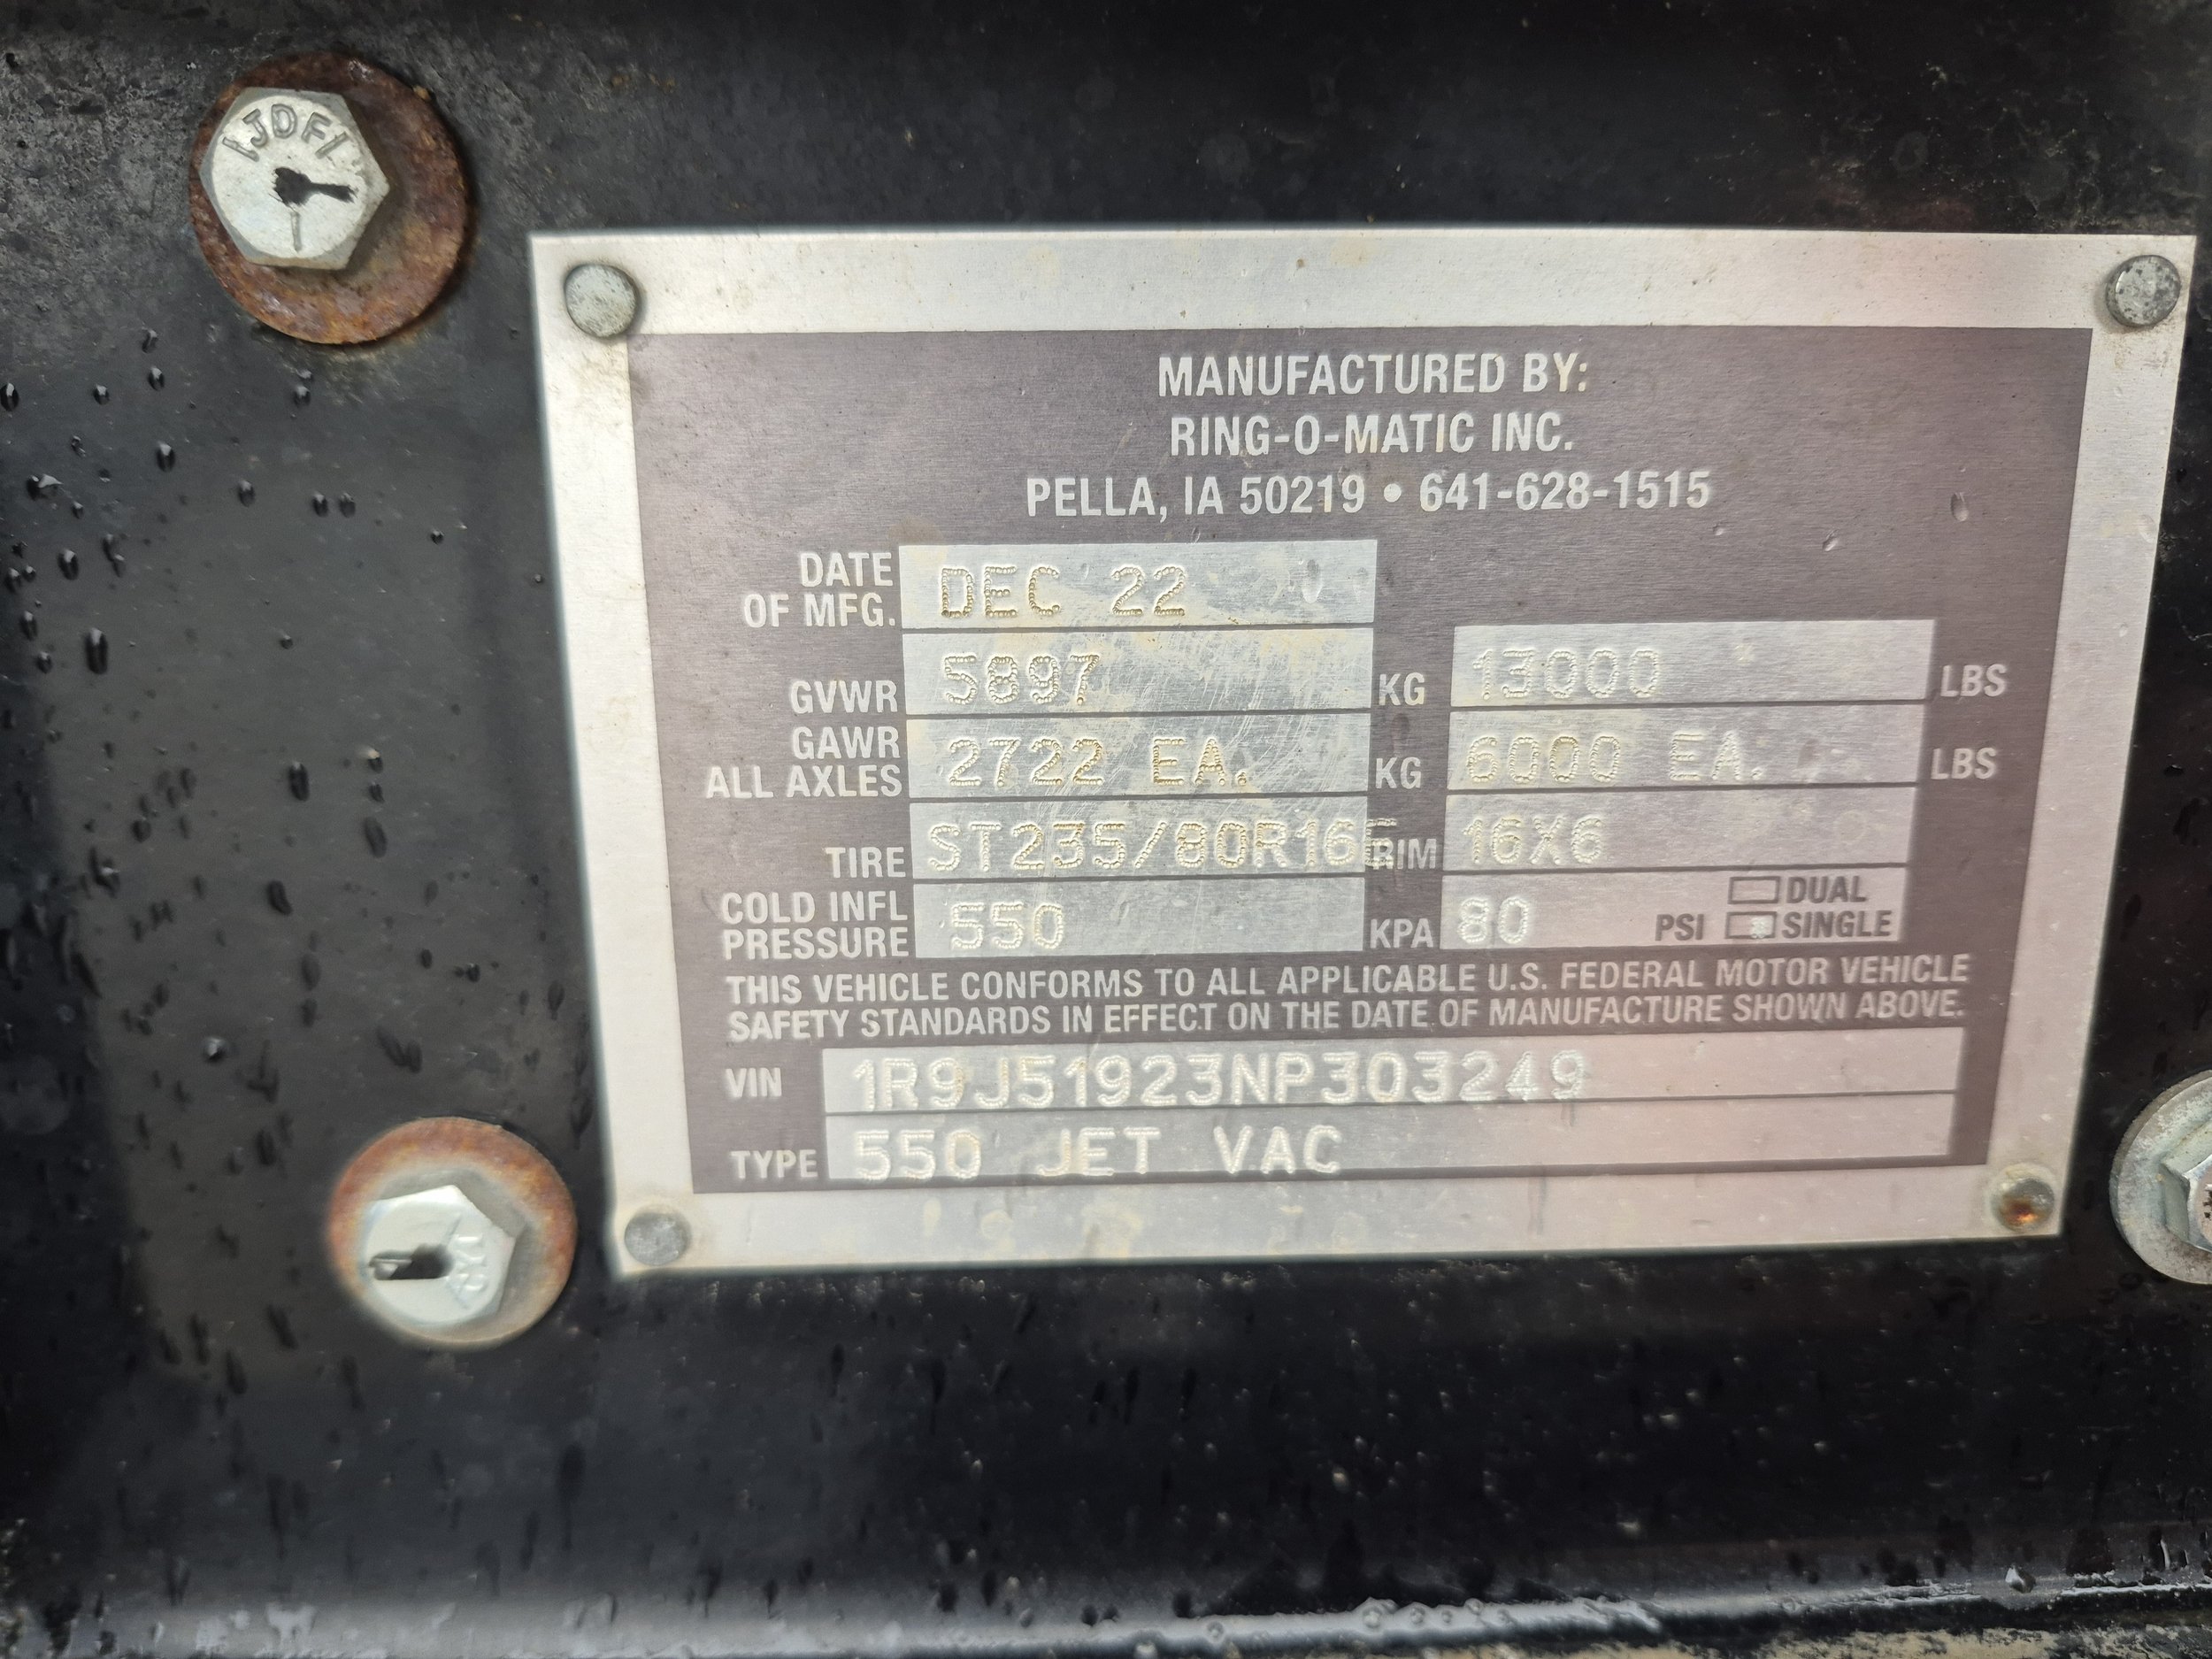 JDF
MANUFACTURED BY:
RING-O-MATIC INC.
PELLA, IA 50219 • 641-628-1515
DATE OF MFG. DEC 22
GVWR 5897 KG 13000 LBS
GAWR ALL AXLES 2722 EA. KG 6000 EA. LBS
TIRE ST235/80R16E RIM 16X6
COLD INFL PRESSURE 550 KPA 80 PSI DUAL SINGLE
THIS VEHICLE CONFORMS TO ALL APPLICABLE U.S. FEDERAL MOTOR VEHICLE
SAFETY STANDARDS IN EFFECT ON THE DATE OF MANUFACTURE SHOWN ABOVE.
VIN 1R9J51923NP303249
TYPE 550 JET VAC